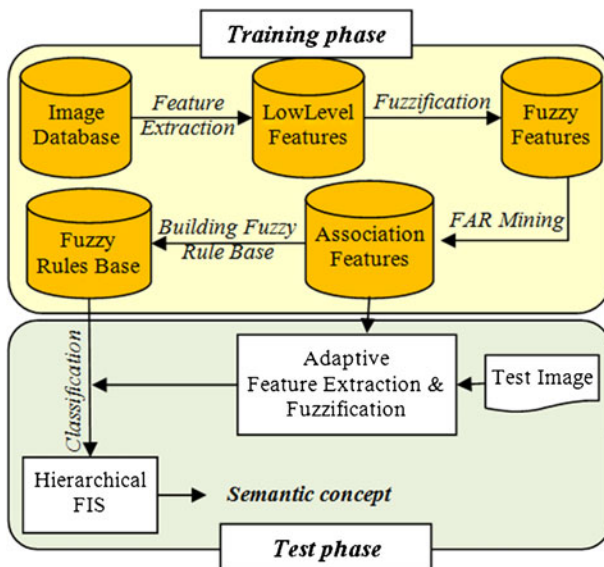 Training phase
Image
Database
Feature
Extraction
LowLevel
Features
Fuzzification
Fuzzy
Features
FAR Mining
Association
Features
Building Fuzzy
Rule Base
Fuzzy
Rules Base
Classification
Adaptive
Feature Extraction &
Fuzzification
Test Image
Hierarchical
FIS
Semantic concept
Test phase